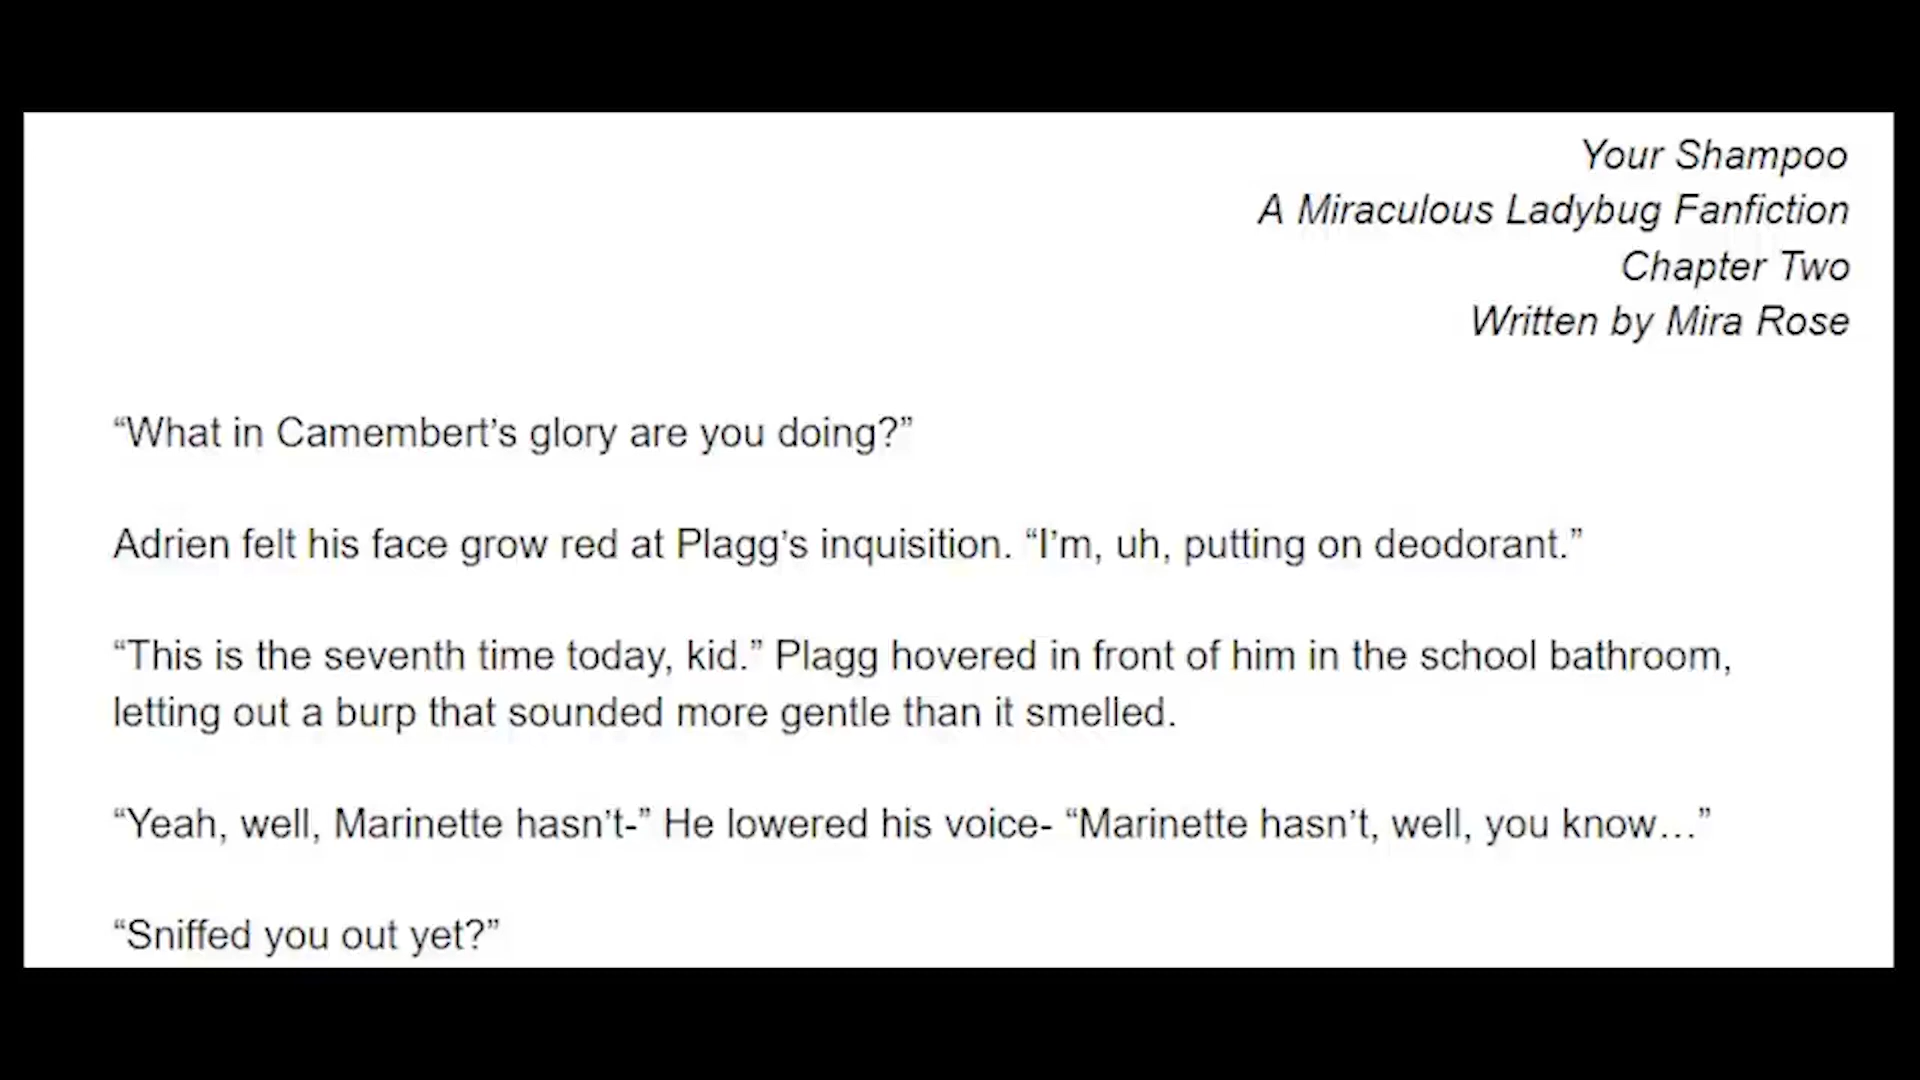 Your Shampoo
A Miraculous Ladybug Fanfiction
Chapter Two
Written by Mira Rose
“What in Camembert’s glory are you doing?”
Adrien felt his face grow red at Plagg’s inquisition. “I’m, uh, putting on deodorant.”
“This is the seventh time today, kid.” Plagg hovered in front of him in the school bathroom,
letting out a burp that sounded more gentle than it smelled.
“Yeah, well, Marinette hasn’t-” He lowered his voice- “Marinette hasn’t, well, you know…”
“Sniffed you out yet?”